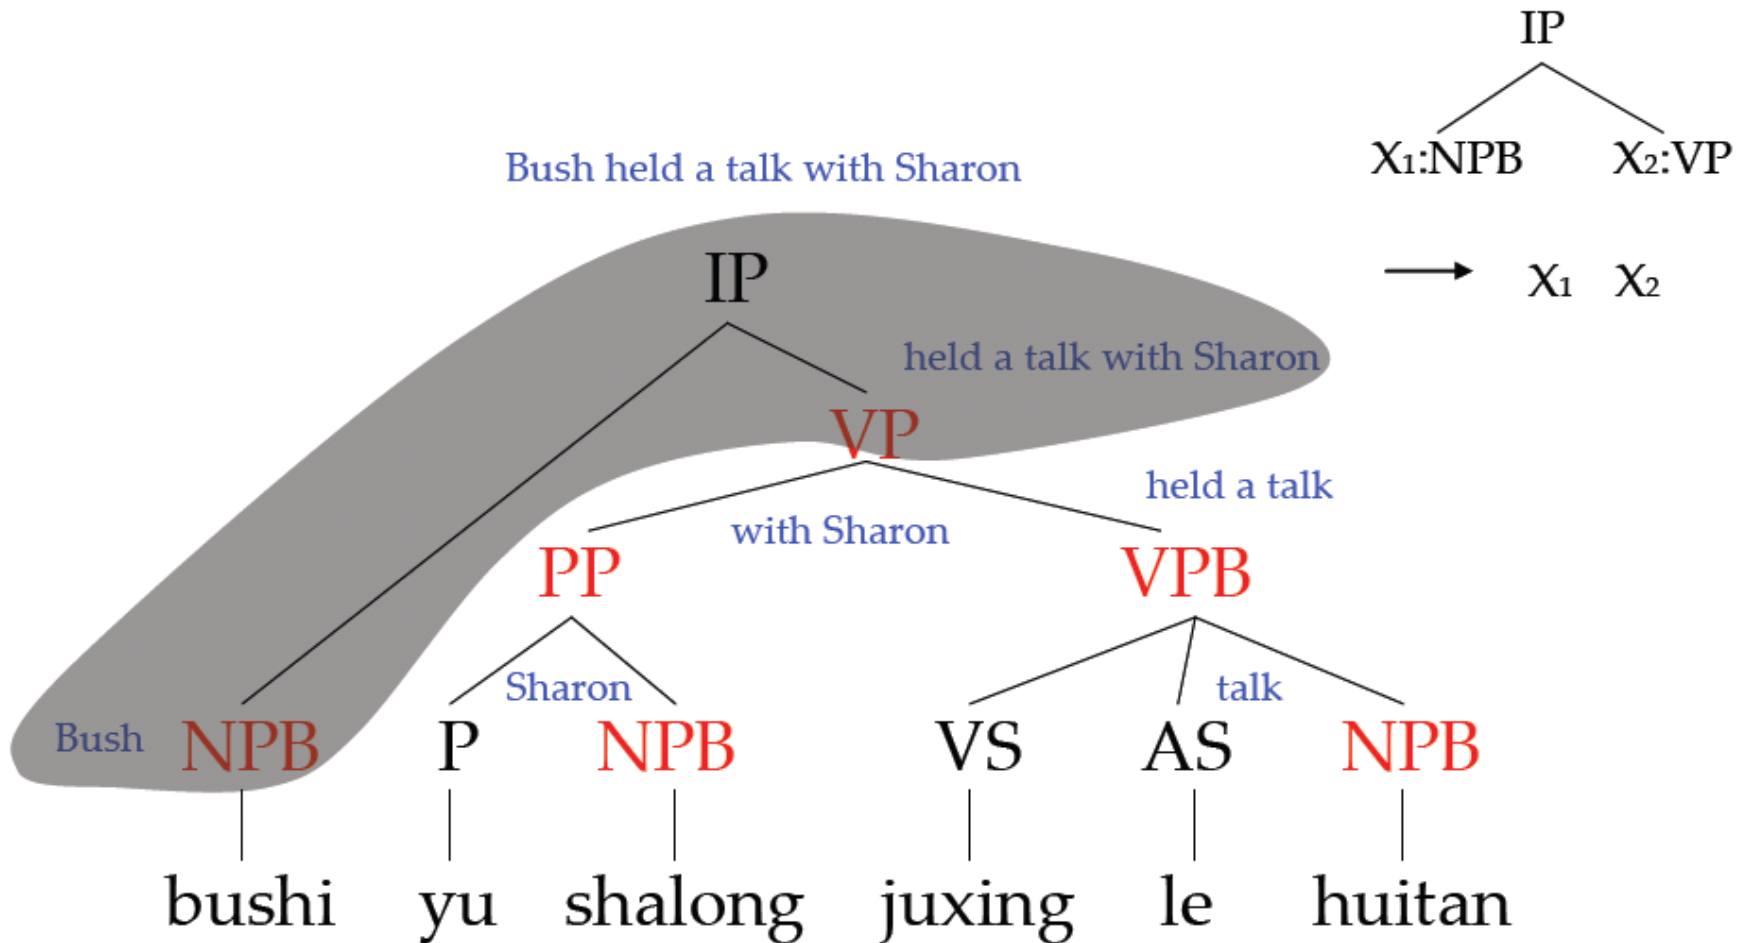 IP
X1:NPB X2:VP
Bush held a talk with Sharon
IP
X1 X2
held a talk with Sharon
VP
held a talk
with Sharon
PP VPB
Sharon talk
Bush NPB P NPB VS AS NPB
bushi yu shalong juxing le huitan